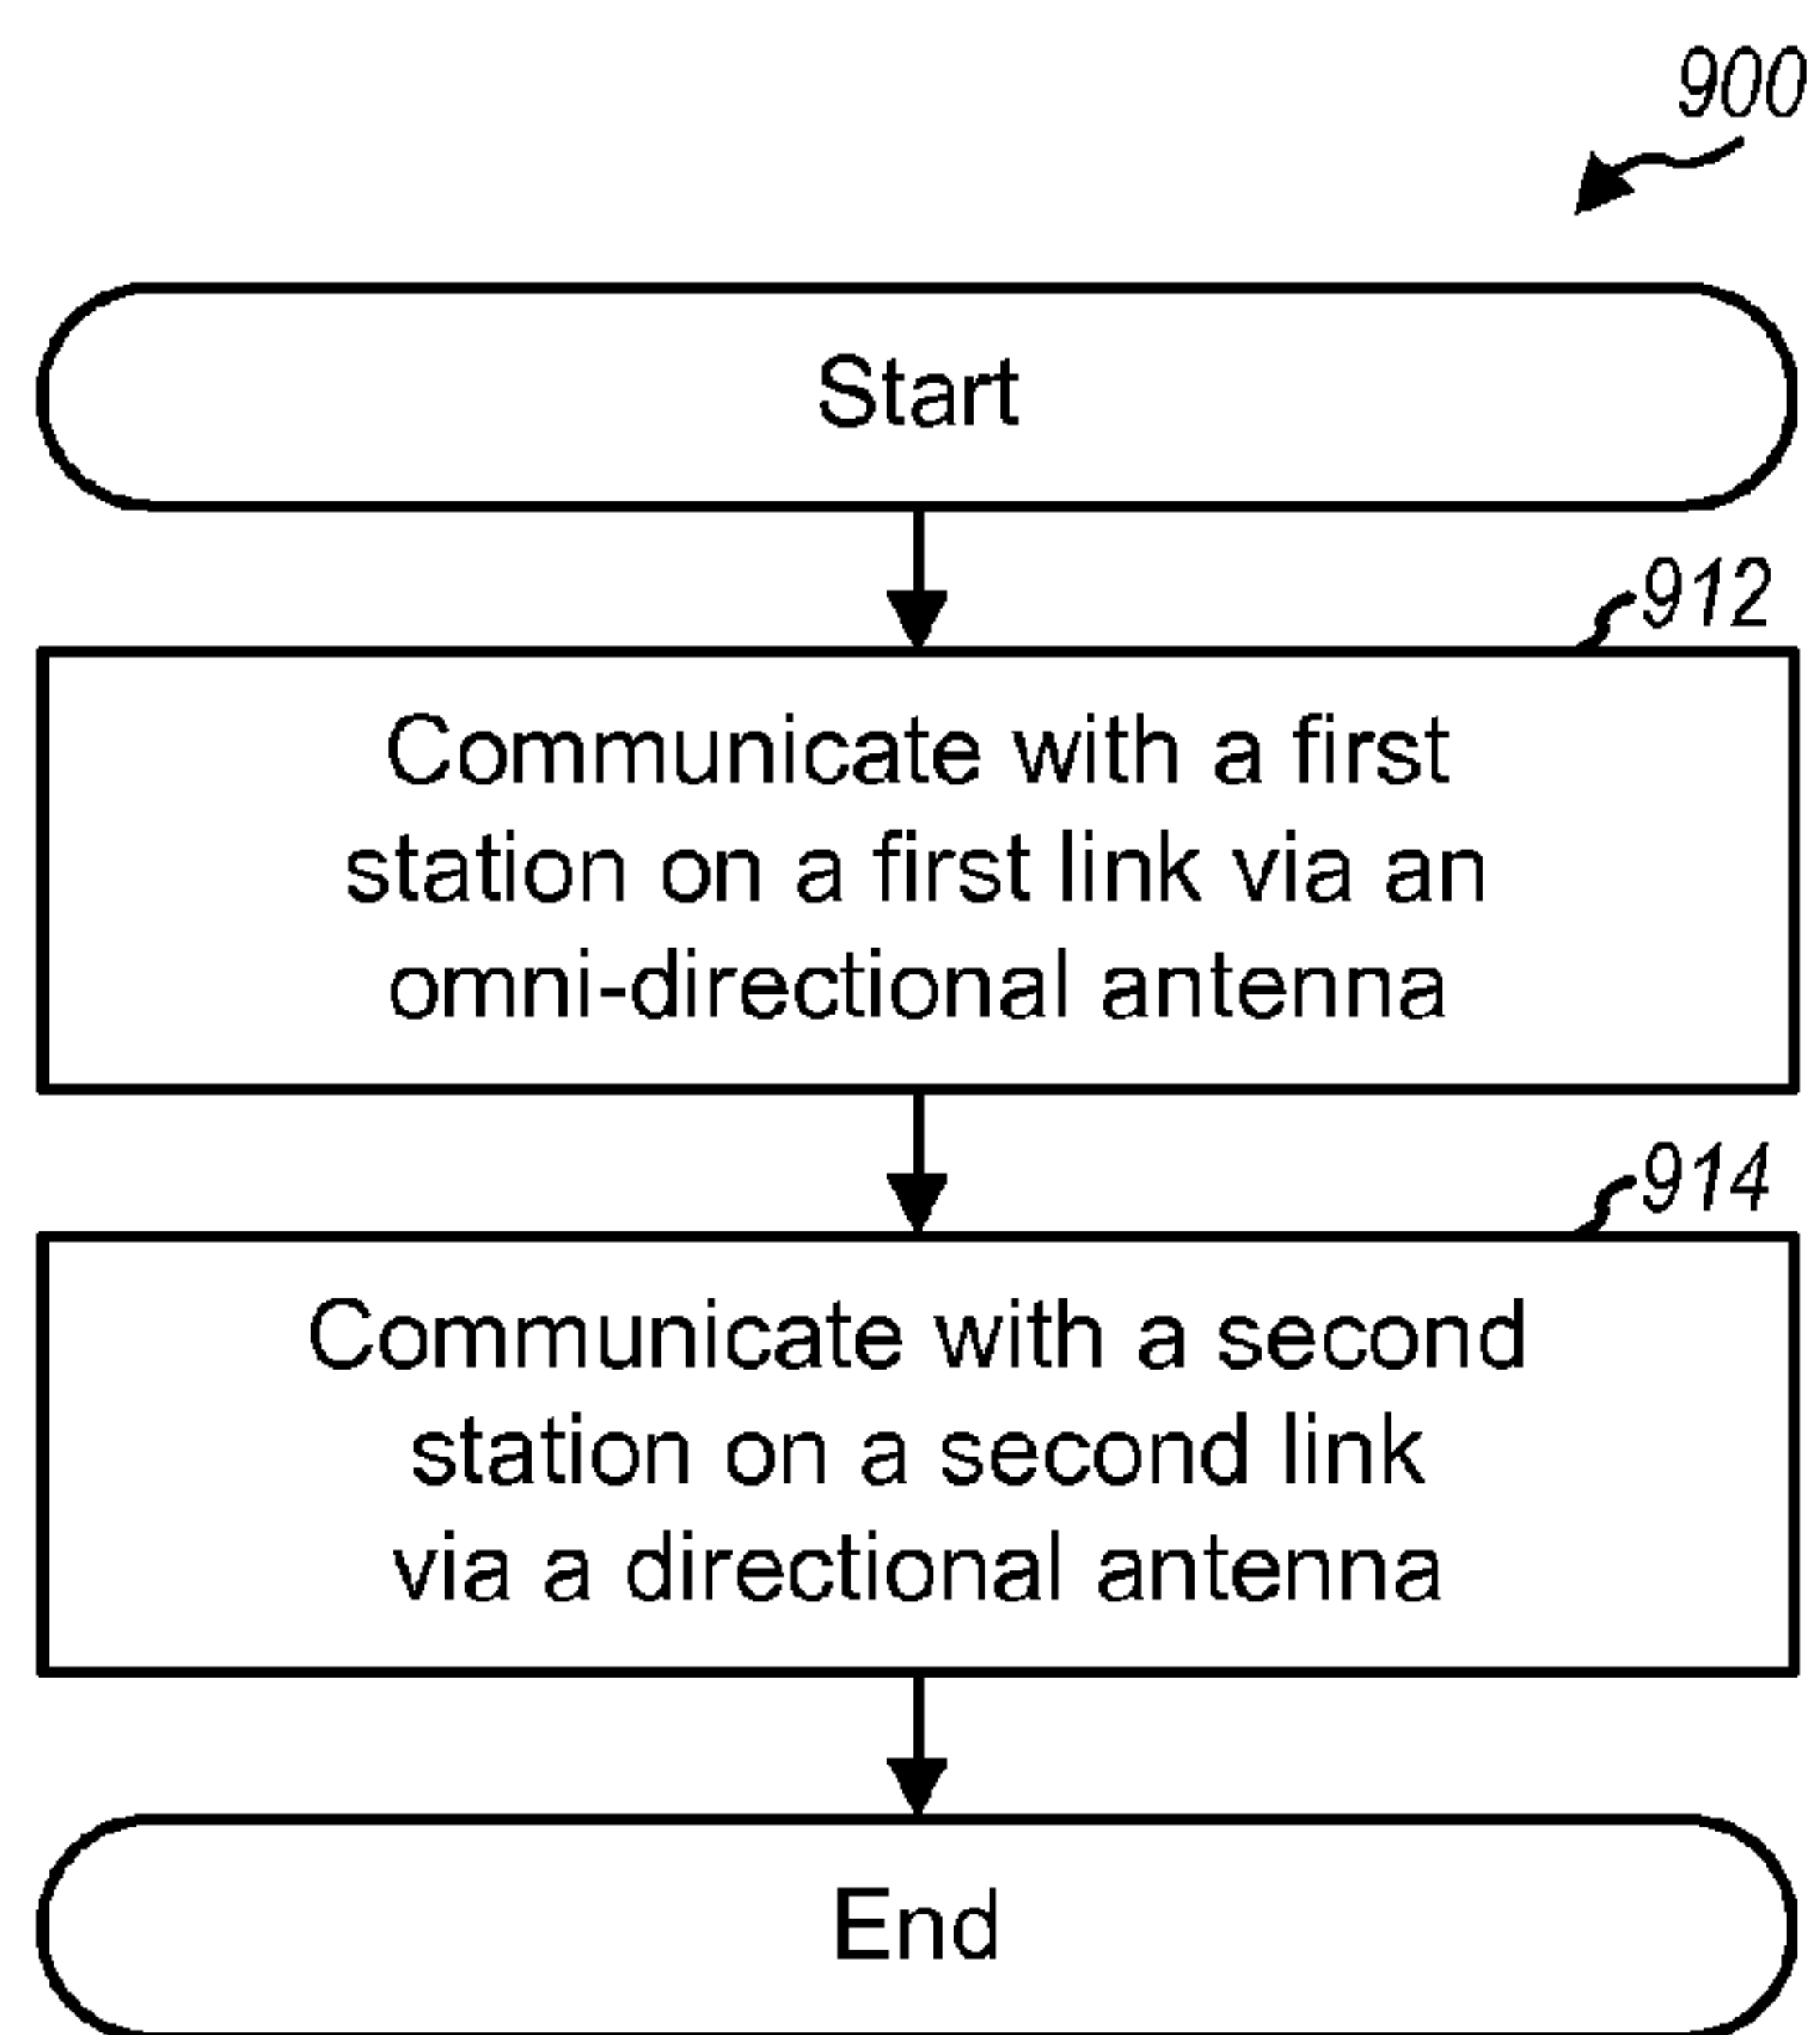 900
Start
912
Communicate with a first
station on a first link via an
omni-directional antenna
914
Communicate with a second
station on a second link
via a directional antenna
End